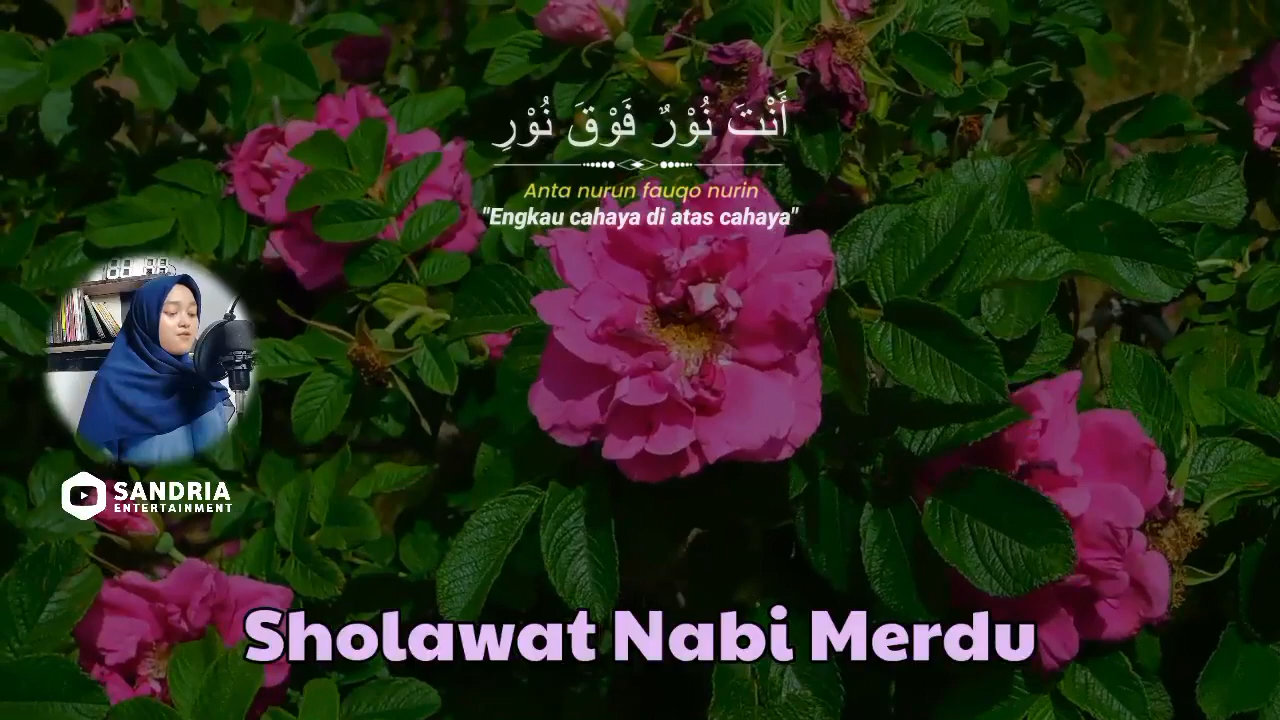 أَنْتَ نُوْرٌ فَوْقَ نُوْرِ
Anta nurun fauqo nurin
"Engkau cahaya di atas cahaya"
SANDRIA
ENTERTAINMENT
Sholawat Nabi Merdu